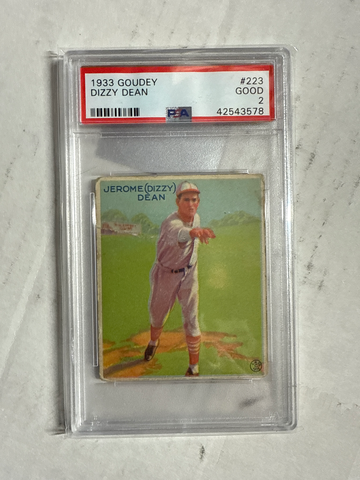 1933 GOUDEY #223
DIZZY DEAN GOOD
PSA 2
42543578
JEROME (DIZZY)
DEAN